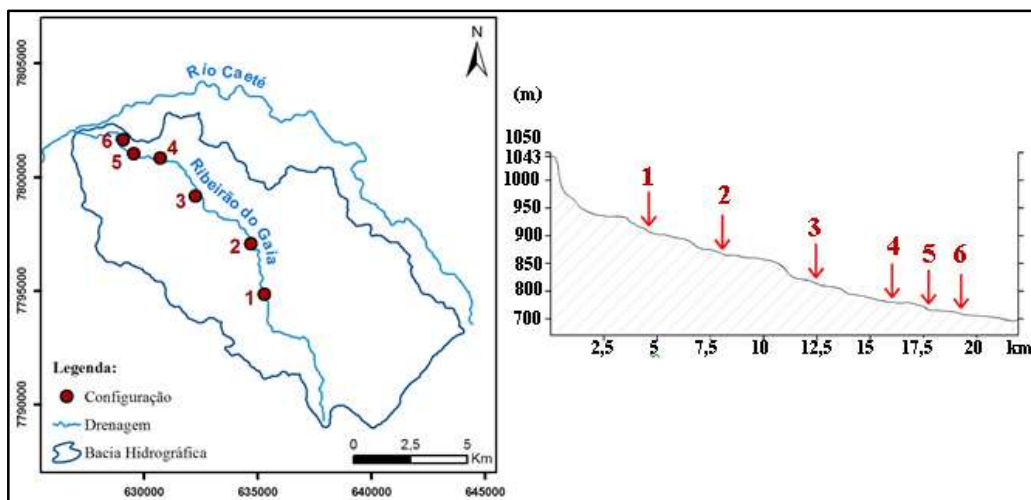 N
Rio Caeté
Ribeirão do Gaia
6
5
4
3
2
1
Legenda:
Configuração
Drenagem
Bacia Hidrográfica
0 2,5 5
Km
7805000
7800000
7795000
7790000
630000 635000 640000 645000
(m)
1050
1043
1000
950
900
850
800
700
1 2 3 4 5 6
2,5 5 7,5 10 12,5 15 17,5 20 km